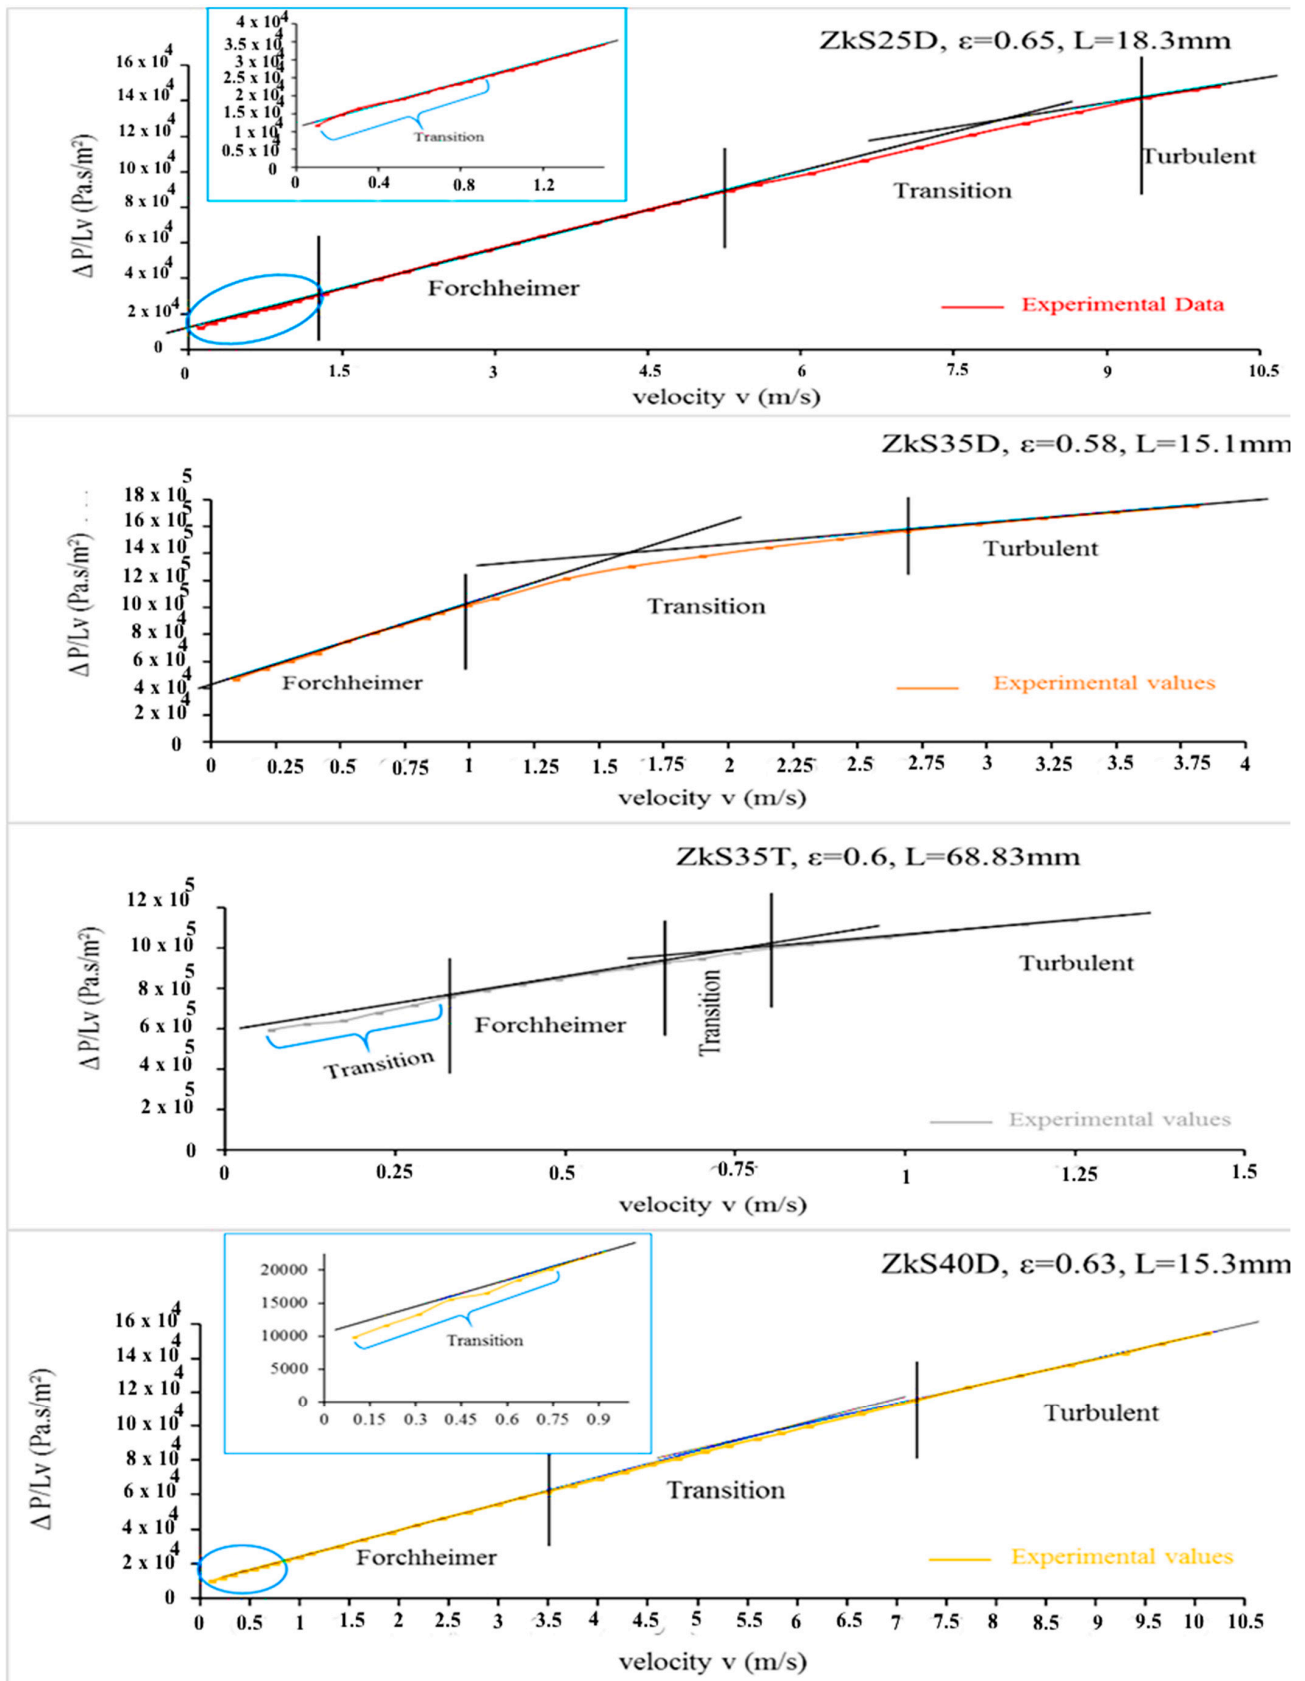 ZkS25D, ε=0.65, L=18.3mm
4 x 10^4
3.5 x 10^4
3 x 10^4
2.5 x 10^4
2 x 10^4
1.5 x 10^4
1 x 10^4
0.5 x 10^4
0
0 0.4 0.8 1.2
Transition
16 x 10^4
14 x 10^4
12 x 10^4
10 x 10^4
8 x 10^4
6 x 10^4
4 x 10^4
2 x 10^4
0
ΔP/Lv (Pa.s/m²)
Turbulent
Transition
Forchheimer
Experimental Data
0 1.5 3 4.5 6 7.5 9 10.5
velocity v (m/s)
ZkS35D, ε=0.58, L=15.1mm
18 x 10^5
16 x 10^5
14 x 10^5
12 x 10^5
10 x 10^5
8 x 10^4
6 x 10^4
4 x 10^4
2 x 10^4
0
ΔP/Lv (Pa.s/m²)
Turbulent
Transition
Forchheimer
Experimental values
0 0.25 0.5 0.75 1 1.25 1.5 1.75 2 2.25 2.5 2.75 3 3.25 3.5 3.75 4
velocity v (m/s)
ZkS35T, ε=0.6, L=68.83mm
12 x 10^5
10 x 10^5
8 x 10^5
6 x 10^5
4 x 10^5
2 x 10^5
0
ΔP/Lv (Pa.s/m²)
Turbulent
Transition
Forchheimer
Transition
Experimental values
0 0.25 0.5 0.75 1 1.25 1.5
velocity v (m/s)
ZkS40D, ε=0.63, L=15.3mm
20000
15000
10000
5000
0
0 0.15 0.3 0.45 0.6 0.75 0.9
Transition
16 x 10^4
14 x 10^4
12 x 10^4
10 x 10^4
8 x 10^4
6 x 10^4
4 x 10^4
2 x 10^4
0
ΔP/Lv (Pa.s/m²)
Turbulent
Transition
Forchheimer
Experimental values
0 0.5 1 1.5 2 2.5 3 3.5 4 4.5 5 5.5 6 6.5 7 7.5 8 8.5 9 9.5 10 10.5
velocity v (m/s)